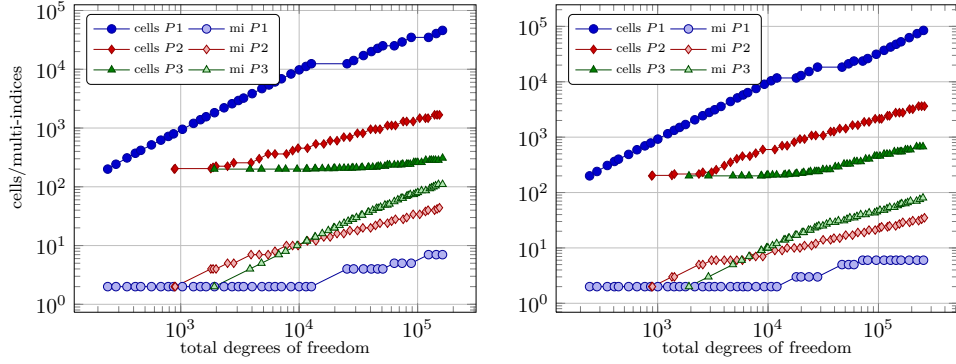 cells P1 mi P1
cells P2 mi P2
cells P3 mi P3
10^5
10^4
10^3
10^2
10^1
10^0
cells/multi-indices
10^3 10^4 10^5
total degrees of freedom
cells P1 mi P1
cells P2 mi P2
cells P3 mi P3
10^5
10^4
10^3
10^2
10^1
10^0
10^3 10^4 10^5
total degrees of freedom